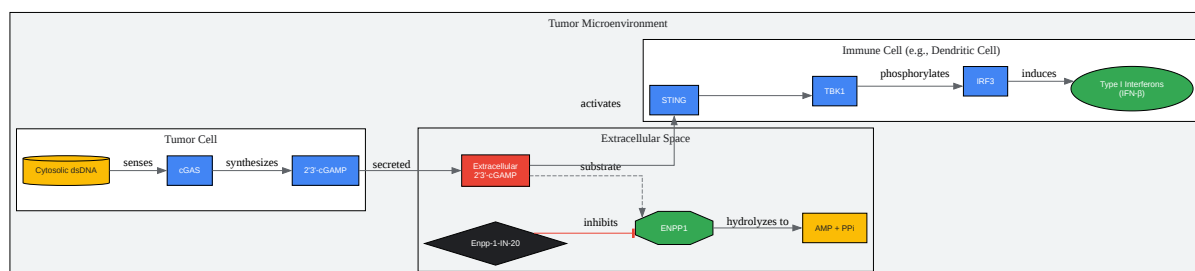 Tumor Microenvironment
Immune Cell (e.g., Dendritic Cell)
STING
TBK1
phosphorylates
IRF3
induces
Type I Interferons
(IFN-β)
activates
Tumor Cell
Cytosolic dsDNA
senses
cGAS
synthesizes
2'3'-cGAMP
secreted
Extracellular Space
Extracellular
2'3'-cGAMP
substrate
Enpp-1-IN-20
inhibits
ENPP1
hydrolyzes to
AMP + PPi